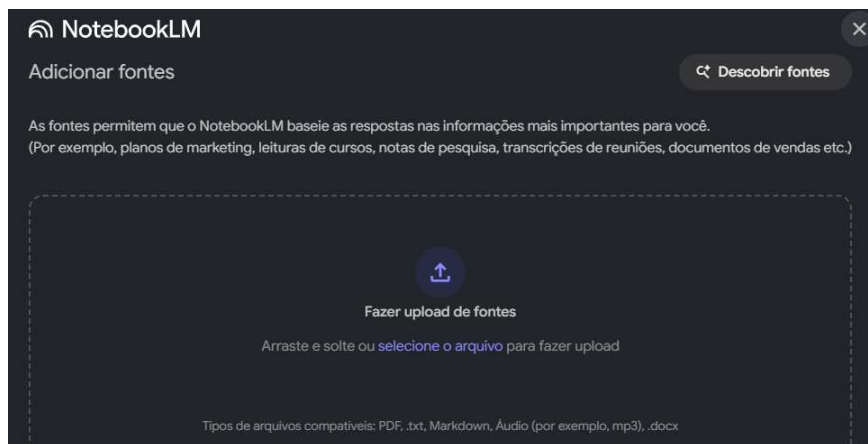 NotebookLM
Adicionar fontes
Descobrir fontes
As fontes permitem que o NotebookLM baseie as respostas nas informações mais importantes para você.
(Por exemplo, planos de marketing, leituras de cursos, notas de pesquisa, transcrições de reuniões, documentos de vendas etc.)
Fazer upload de fontes
Arraste e solte ou selecione o arquivo para fazer upload
Tipos de arquivos compatíveis: PDF, .txt, Markdown, Áudio (por exemplo, mp3), .docx